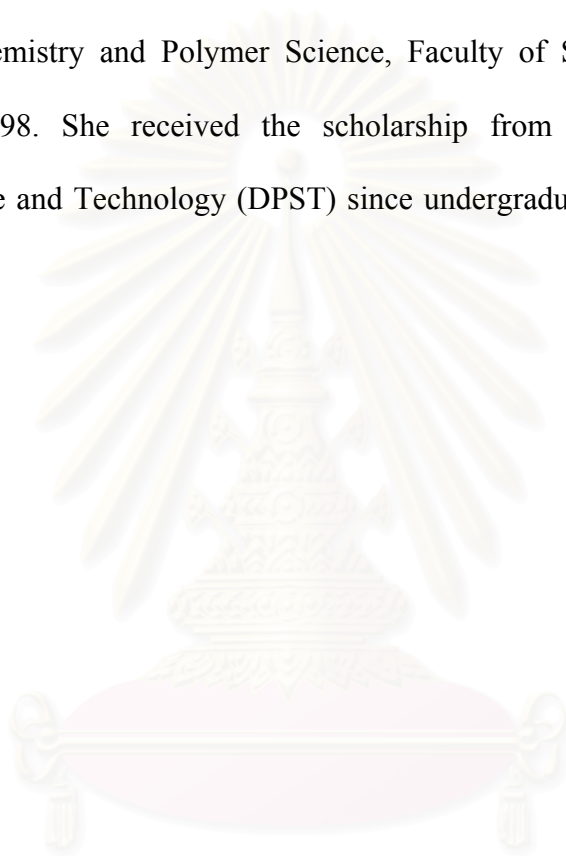 emistry and Polymer Science, Faculty of S
98. She received the scholarship from
e and Technology (DPST) since undergradu